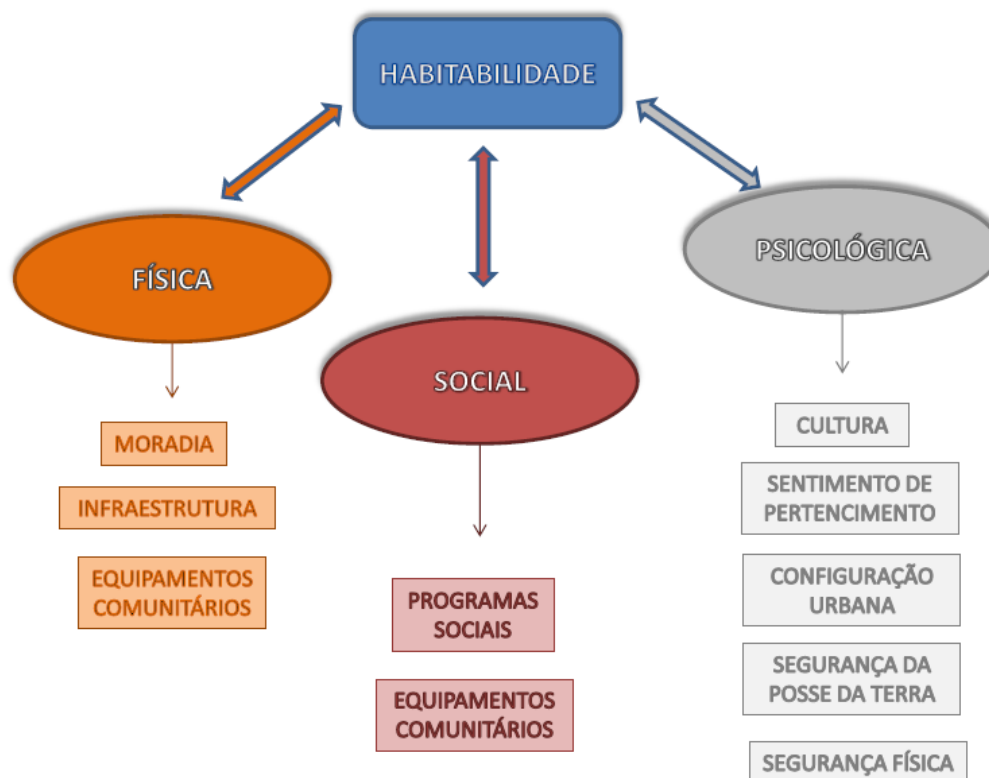 HABITABILIDADE
FÍSICA
MORADIA
INFRAESTRUTURA
EQUIPAMENTOS
COMUNITÁRIOS
SOCIAL
PROGRAMAS
SOCIAIS
EQUIPAMENTOS
COMUNITÁRIOS
PSICOLÓGICA
CULTURA
SENTIMENTO DE
PERTENCIMENTO
CONFIGURAÇÃO
URBANA
SEGURANÇA DA
POSSE DA TERRA
SEGURANÇA FÍSICA